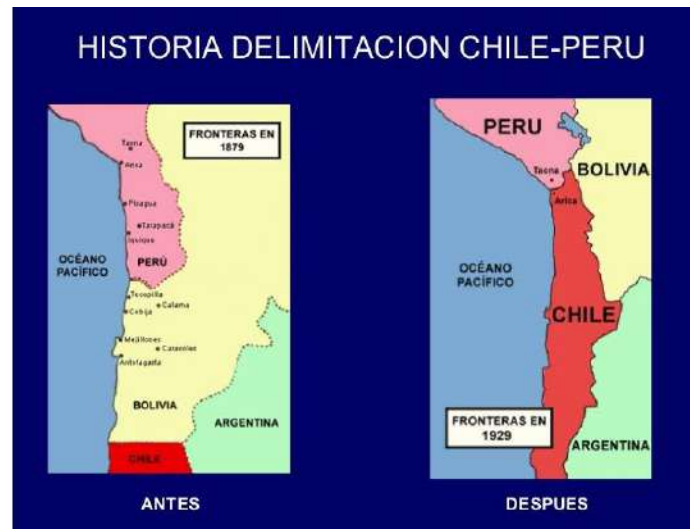 HISTORIA DELIMITACION CHILE-PERU
FRONTERAS EN
1879
Tacna
Arica
Pisagua
Tarapacá
Iquique
OCÉANO
PACÍFICO
PERÚ
Tocopilla
Calama
Cobija
Mejillones
Caracoles
Antofagasta
BOLIVIA
ARGENTINA
CHILE
ANTES
PERU
BOLIVIA
Tacna
Arica
OCÉANO
PACÍFICO
CHILE
FRONTERAS EN
1929
ARGENTINA
DESPUES